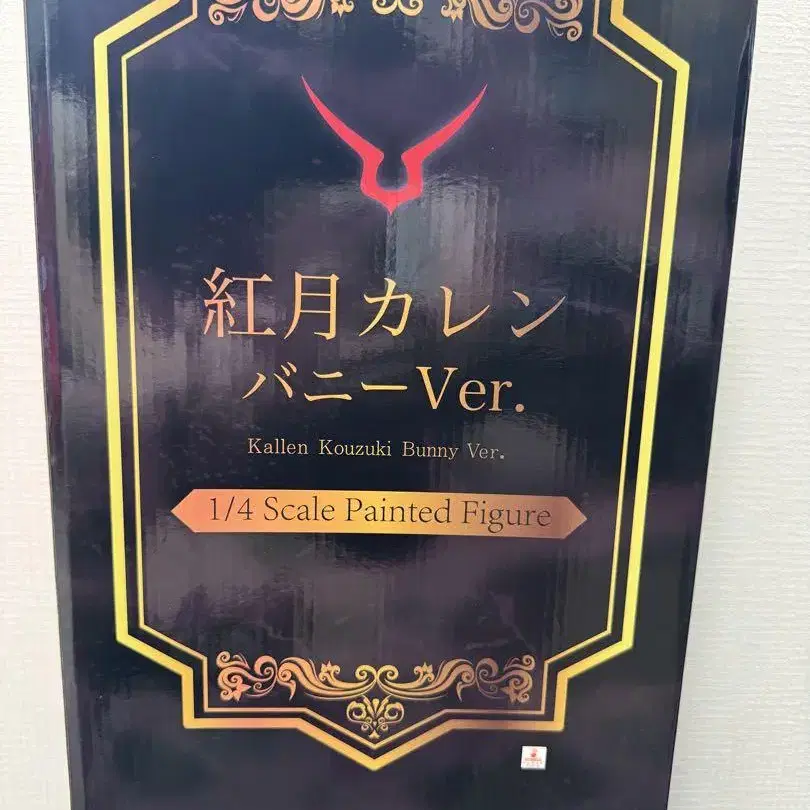 紅月カレン
バニーVer.
Kallen Kouzuki Bunny Ver.
1/4 Scale Painted Figure